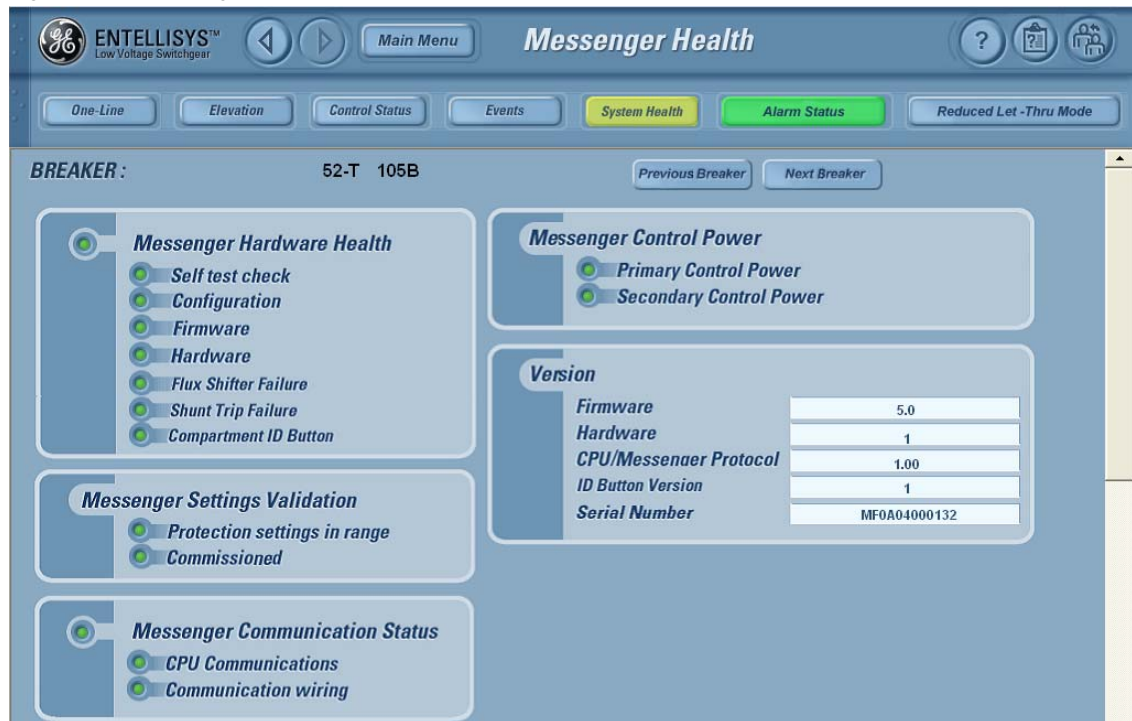 ENTELLISYS™
Low Voltage Switchgear
Main Menu
Messenger Health
?
?
One-Line
Elevation
Control Status
Events
System Health
Alarm Status
Reduced Let -Thru Mode
BREAKER :
52-T 105B
Previous Breaker
Next Breaker
Messenger Hardware Health
Self test check
Configuration
Firmware
Hardware
Flux Shifter Failure
Shunt Trip Failure
Compartment ID Button
Messenger Settings Validation
Protection settings in range
Commissioned
Messenger Communication Status
CPU Communications
Communication wiring
Messenger Control Power
Primary Control Power
Secondary Control Power
Version
Firmware 5.0
Hardware 1
CPU/Messenger Protocol 1.00
ID Button Version 1
Serial Number MF0A04000132